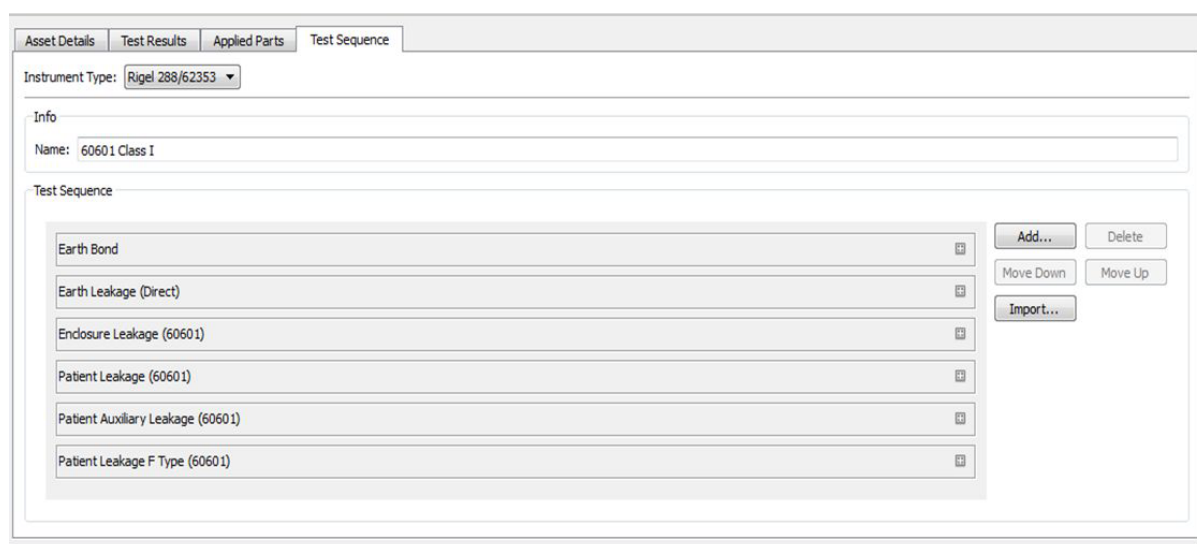 Asset Details Test Results Applied Parts Test Sequence
Instrument Type: Rigel 288/62353
Info
Name: 60601 Class I
Test Sequence
Earth Bond
Earth Leakage (Direct)
Enclosure Leakage (60601)
Patient Leakage (60601)
Patient Auxiliary Leakage (60601)
Patient Leakage F Type (60601)
Add... Delete
Move Down Move Up
Import...